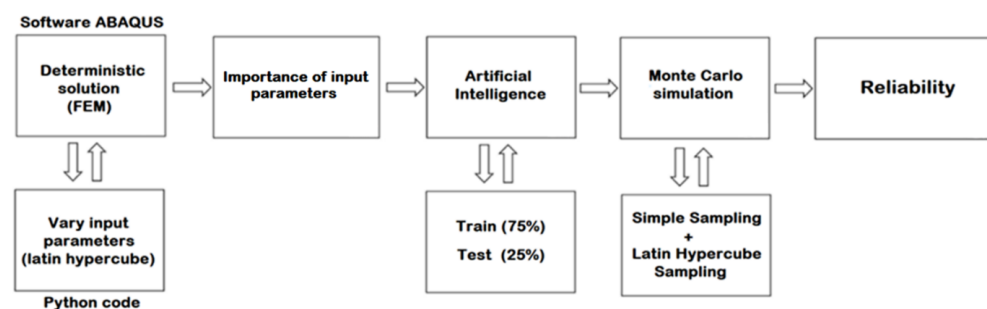 Software ABAQUS
Deterministic
solution
(FEM)
Importance of input
parameters
Artificial
Intelligence
Monte Carlo
simulation
Reliability
Vary input
parameters
(latin hypercube)
Python code
Train (75%)
Test (25%)
Simple Sampling
+
Latin Hypercube
Sampling